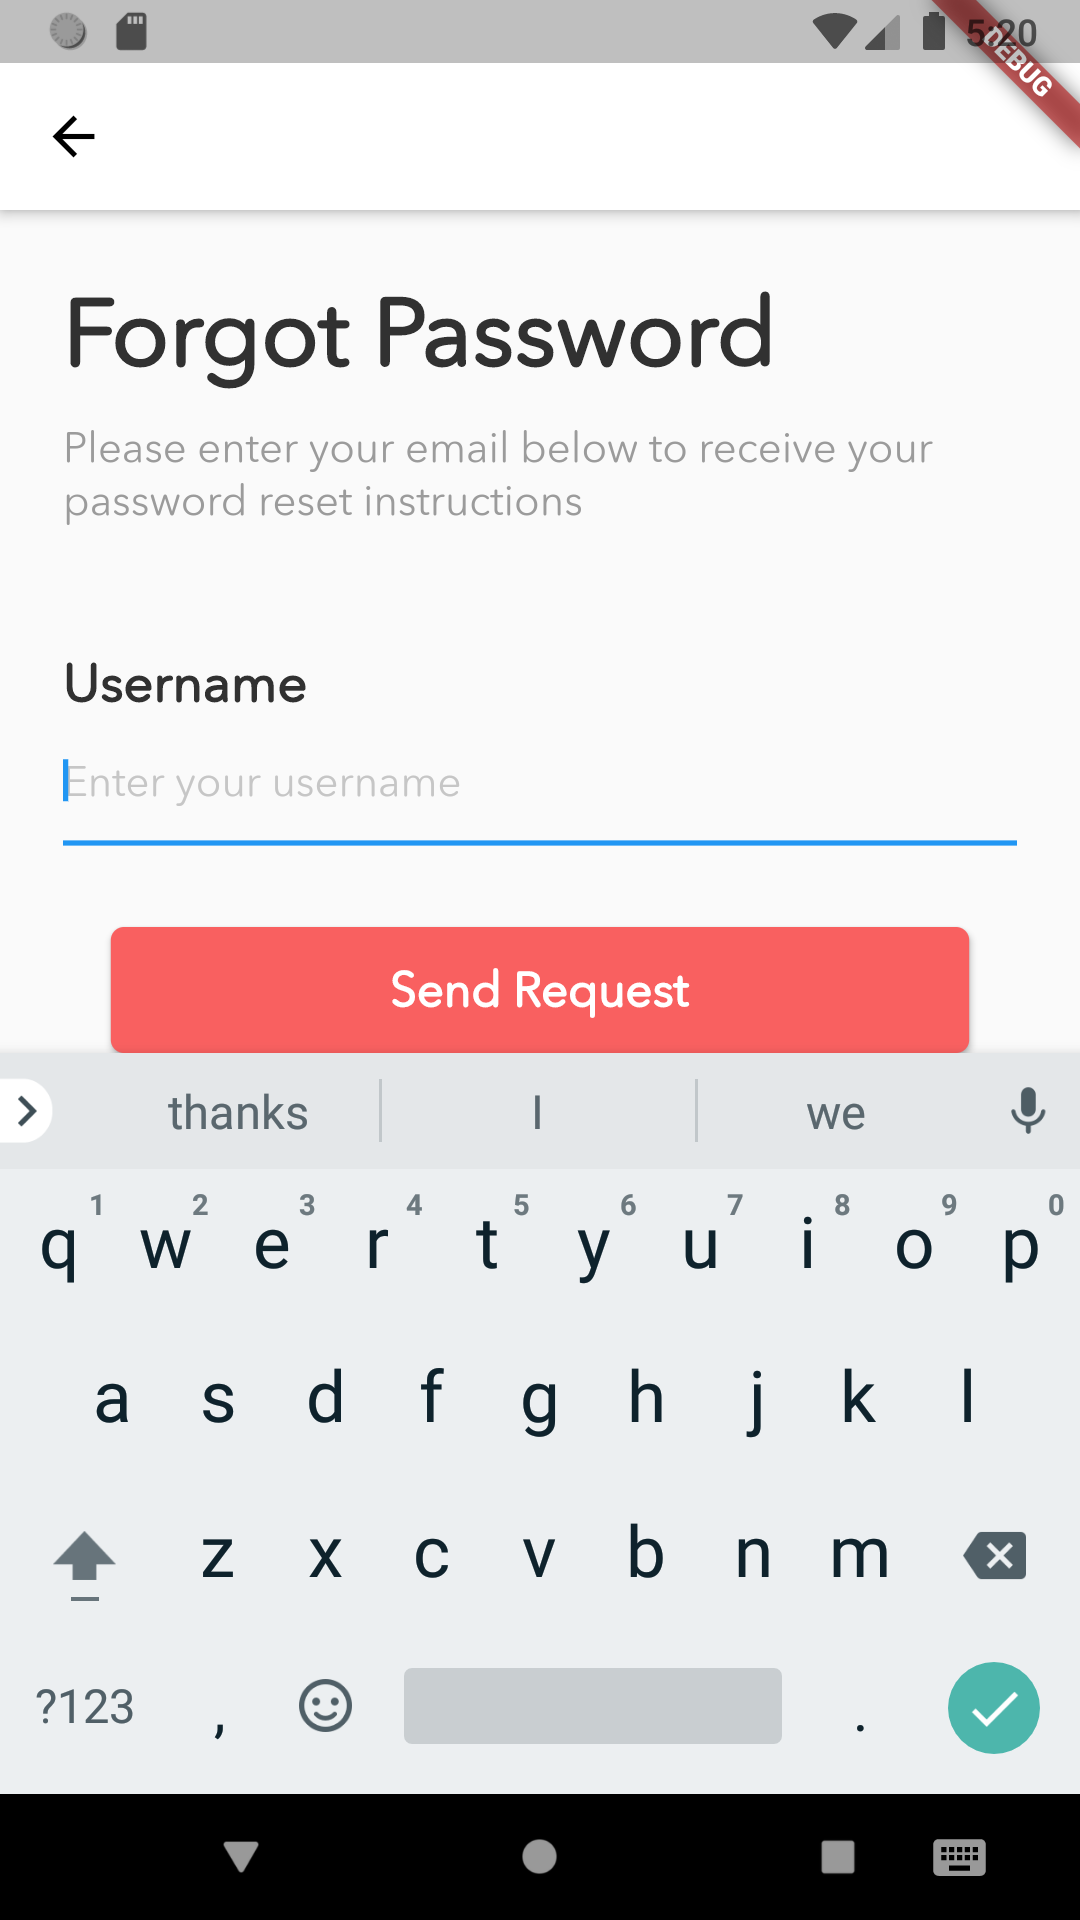 5:20
DEBUG
Forgot Password
Please enter your email below to receive your
password reset instructions
Username
Enter your username
Send Request
thanks I we
1 2 3 4 5 6 7 8 9 0
q w e r t y u i o p
a s d f g h j k l
z x c v b n m
?123 , .